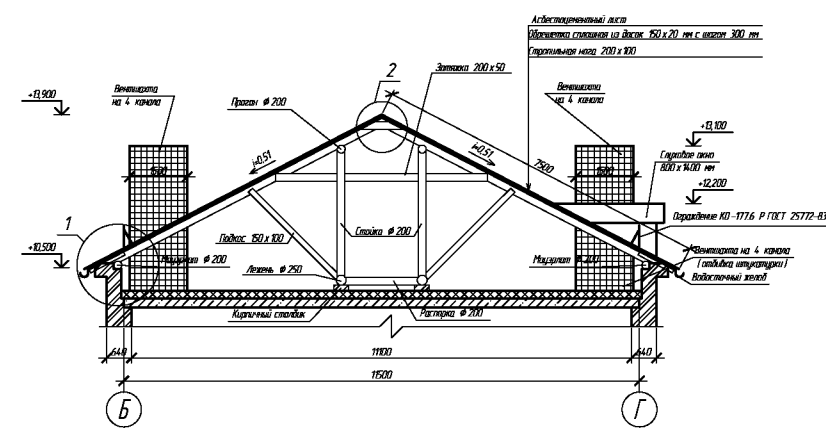 Асбестоцементный лист
Обрешетка сплошная из досок 150 х 20 мм с шагом 300 мм
Стропильная нога 200 х 100
2
Затяжка 200 х 50
Вентшахта
на 4 канала
Прогон ϕ 200
Вентшахта
на 4 канала
+13,900
+13,100
i=0.51
i=0.51
7500
Слуховое окно
800 х 1400 мм
1500
1500
+12,200
Ограждение КО-177.6 Р ГОСТ 25772-83
1
Подкос 150 х 100
Стойка ϕ 200
+10,500
Мауэрлат ϕ 200
Мауэрлат ϕ 200
Вентшахта на 4 канала
(отбивка штукатурки)
Водосточный желоб
Лежень ϕ 250
Кирпичный столбик
Распорка ϕ 200
640
11100
640
11500
Б
Г